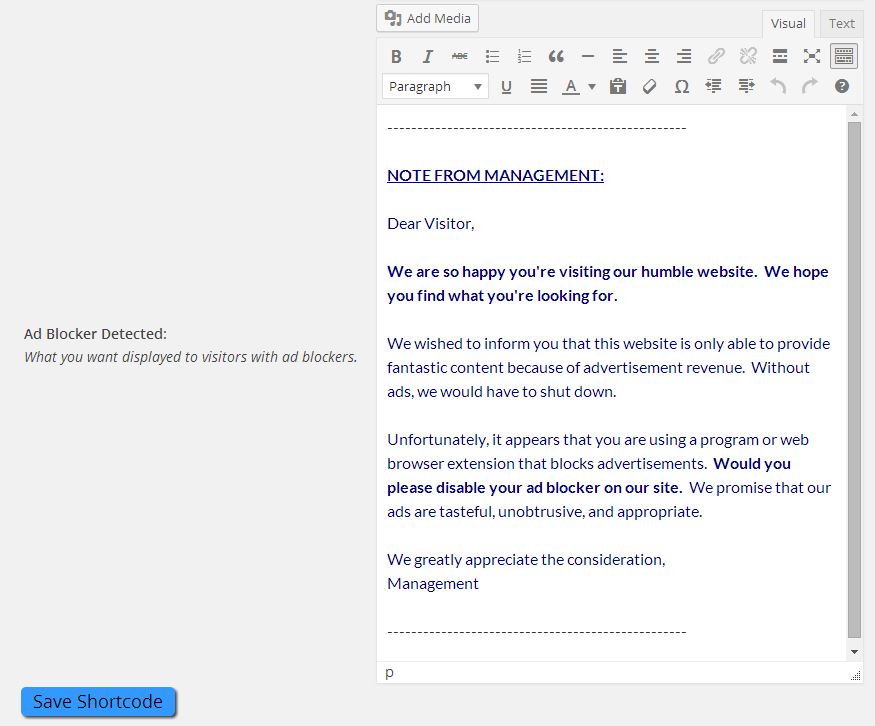 Add Media
Visual Text
B I ABC
Paragraph U A Ω ?
-------------------------------------------------
NOTE FROM MANAGEMENT:
Dear Visitor,
We are so happy you're visiting our humble website.  We hope
you find what you're looking for.
Ad Blocker Detected:
What you want displayed to visitors with ad blockers.
We wished to inform you that this website is only able to provide
fantastic content because of advertisement revenue.  Without
ads, we would have to shut down.
Unfortunately, it appears that you are using a program or web
browser extension that blocks advertisements.  Would you
please disable your ad blocker on our site.  We promise that our
ads are tasteful, unobtrusive, and appropriate.
We greatly appreciate the consideration,
Management
-------------------------------------------------
p
Save Shortcode